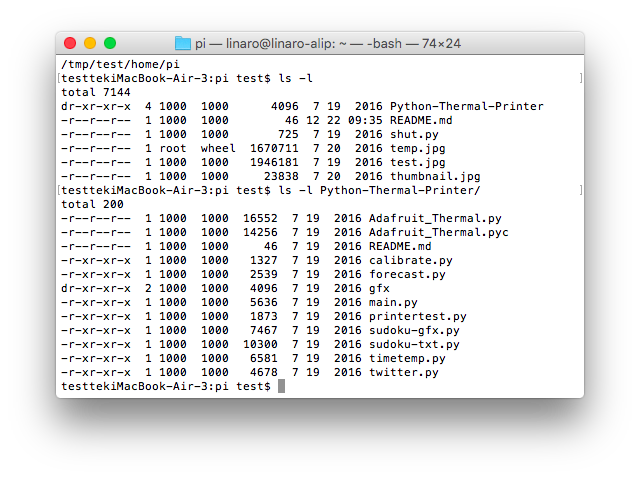 pi — linaro@linaro-alip: ~ — -bash — 74×24
/tmp/test/home/pi
[testtekiMacBook-Air-3:pi test$ ls -l ]
total 7144
dr-xr-xr-x  4 1000  1000     4096  7 19  2016 Python-Thermal-Printer
-r--r--r--  1 1000  1000       46 12 22 09:35 README.md
-r--r--r--  1 1000  1000      725  7 19  2016 shut.py
-r--r--r--  1 root  wheel  1670711  7 20  2016 temp.jpg
-r--r--r--  1 1000  1000  1946181  7 19  2016 test.jpg
-r--r--r--  1 1000  1000    23838  7 20  2016 thumbnail.jpg
[testtekiMacBook-Air-3:pi test$ ls -l Python-Thermal-Printer/ ]
total 200
-r--r--r--  1 1000  1000  16552  7 19  2016 Adafruit_Thermal.py
-r--r--r--  1 1000  1000  14256  7 19  2016 Adafruit_Thermal.pyc
-r--r--r--  1 1000  1000     46  7 19  2016 README.md
-r-xr-xr-x  1 1000  1000   1327  7 19  2016 calibrate.py
-r-xr-xr-x  1 1000  1000   2539  7 19  2016 forecast.py
dr-xr-xr-x  2 1000  1000   4096  7 19  2016 gfx
-r-xr-xr-x  1 1000  1000   5636  7 19  2016 main.py
-r-xr-xr-x  1 1000  1000   1873  7 19  2016 printertest.py
-r-xr-xr-x  1 1000  1000   7467  7 19  2016 sudoku-gfx.py
-r-xr-xr-x  1 1000  1000  10300  7 19  2016 sudoku-txt.py
-r-xr-xr-x  1 1000  1000   6581  7 19  2016 timetemp.py
-r-xr-xr-x  1 1000  1000   4678  7 19  2016 twitter.py
testtekiMacBook-Air-3:pi test$